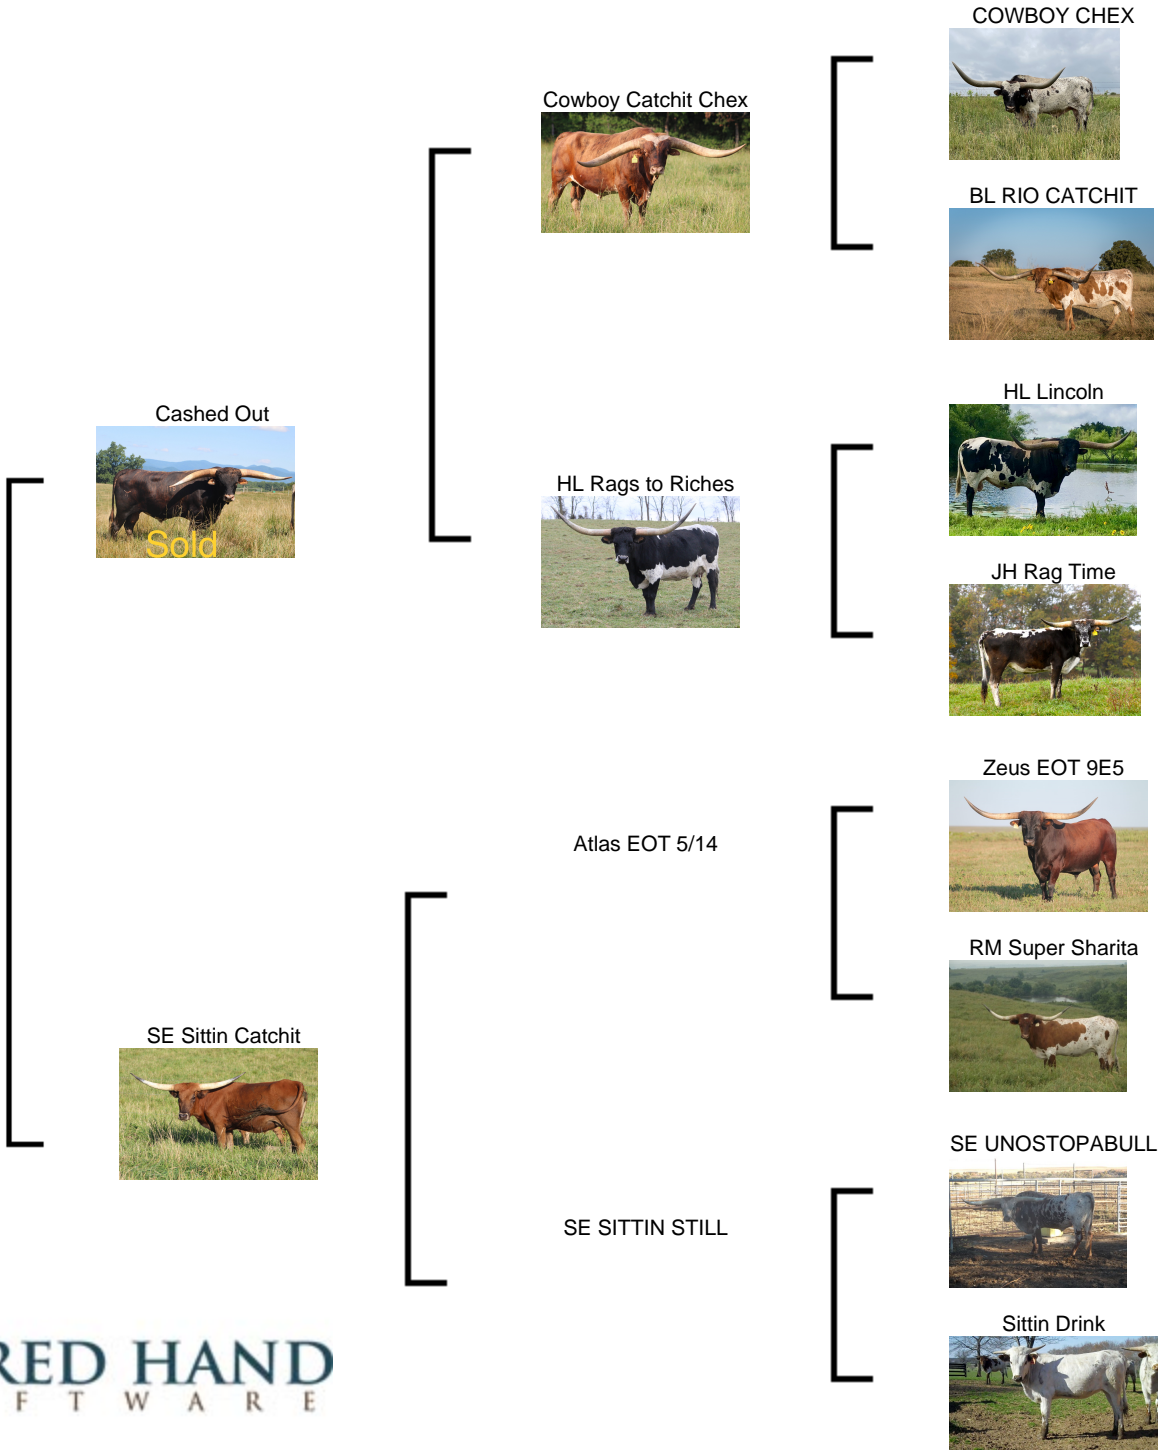 COWBOY CHEX
Cowboy Catchit Chex
BL RIO CATCHIT
Cashed Out
Sold
HL Lincoln
HL Rags to Riches
JH Rag Time
Atlas EOT 5/14
Zeus EOT 9E5
RM Super Sharita
SE Sittin Catchit
SE UNOSTOPABULL
SE SITTIN STILL
Sittin Drink
RED HAND
F T W A R E